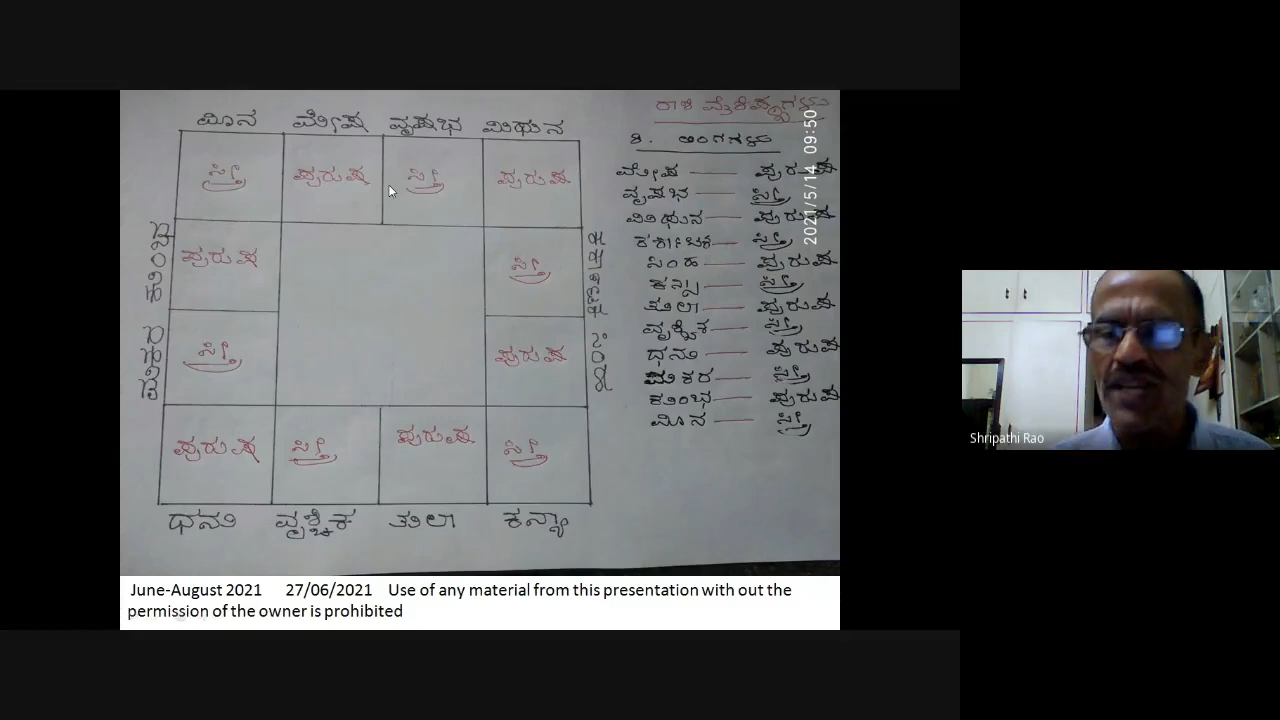 ರಾಶಿ ವೈಶಿಷ್ಟ್ಯಗಳು
8. ಲಿಂಗಗಳು
ಮೀನ ಮೇಷ ವೃಷಭ ಮಿಥುನ
ಸ್ತ್ರೀ ಪುರುಷ ಸ್ತ್ರೀ ಪುರುಷ
ಕುಂಭ ಪುರುಷ ಸ್ತ್ರೀ ಕರ್ಕಾಟಕ
ಮಕರ ಸ್ತ್ರೀ ಪುರುಷ ಸಿಂಹ
ಪುರುಷ ಸ್ತ್ರೀ ಪುರುಷ ಸ್ತ್ರೀ
ಧನು ವೃಶ್ಚಿಕ ತುಲಾ ಕನ್ಯಾ
ಮೇಷ — ಪುರುಷ
ವೃಷಭ — ಸ್ತ್ರೀ
ಮಿಥುನ — ಪುರುಷ
ಕರ್ಕಾಟಕ — ಸ್ತ್ರೀ
ಸಿಂಹ — ಪುರುಷ
ಕನ್ಯಾ — ಸ್ತ್ರೀ
ತುಲಾ — ಪುರುಷ
ವೃಶ್ಚಿಕ — ಸ್ತ್ರೀ
ಧನು — ಪುರುಷ
ಮಕರ — ಸ್ತ್ರೀ
ಕುಂಭ — ಪುರುಷ
ಮೀನ — ಸ್ತ್ರೀ
2021/5/14 09:50
Shripathi Rao
June-August 2021 27/06/2021 Use of any material from this presentation with out the
permission of the owner is prohibited